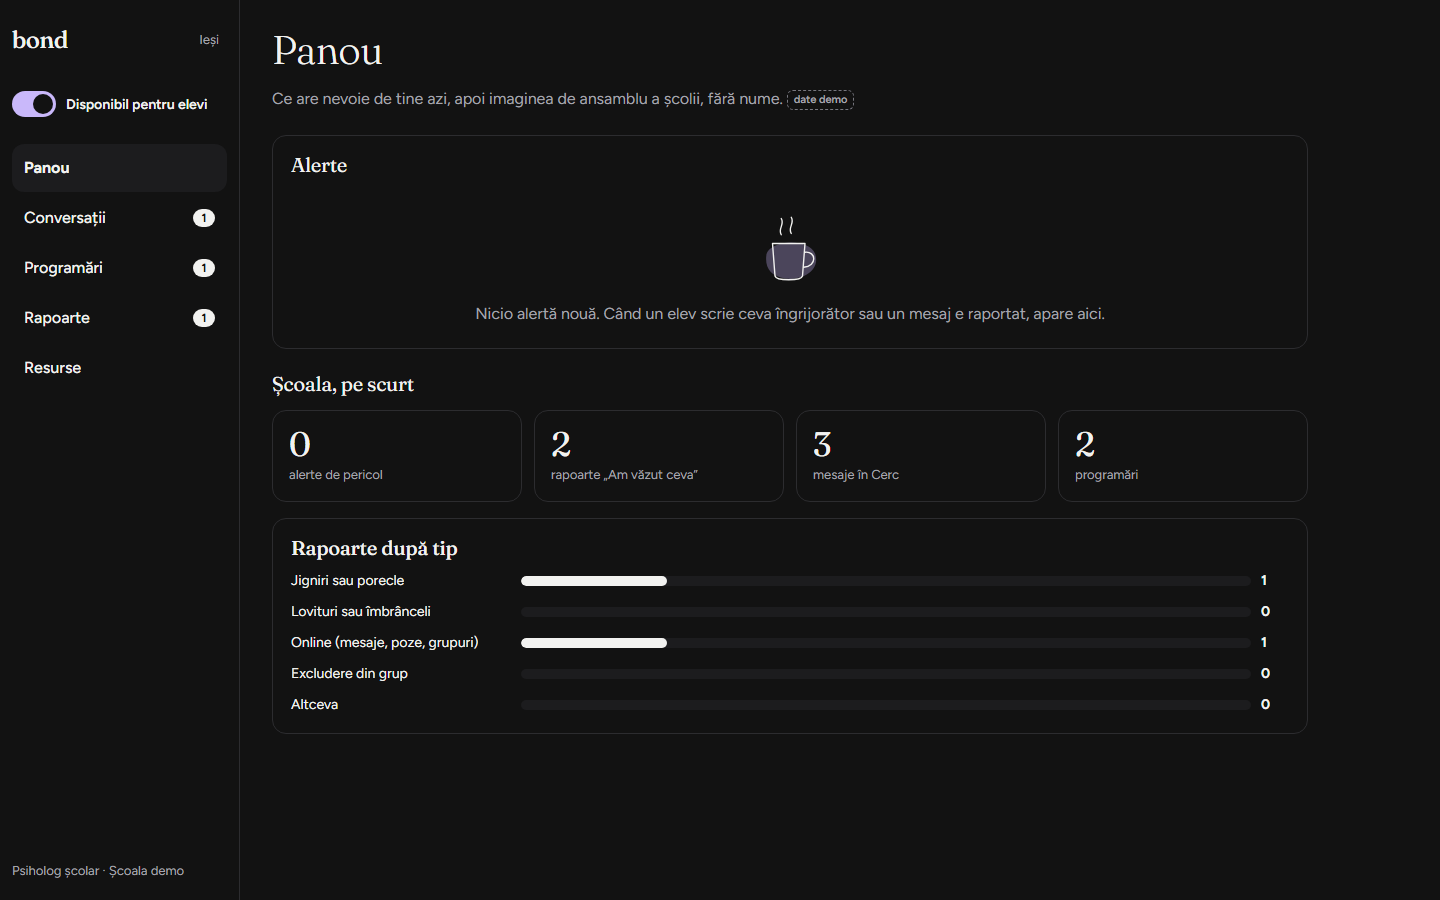 bond
Ieși
Disponibil pentru elevi
Panou
Conversații 1
Programări 1
Rapoarte 1
Resurse
Psiholog școlar · Școala demo
Panou
Ce are nevoie de tine azi, apoi imaginea de ansamblu a școlii, fără nume. date demo
Alerte
Nicio alertă nouă. Când un elev scrie ceva îngrijorător sau un mesaj e raportat, apare aici.
Școala, pe scurt
0
alerte de pericol
2
rapoarte „Am văzut ceva”
3
mesaje în Cerc
2
programări
Rapoarte după tip
Jigniri sau porecle 1
Lovituri sau îmbrânceli 0
Online (mesaje, poze, grupuri) 1
Excludere din grup 0
Altceva 0